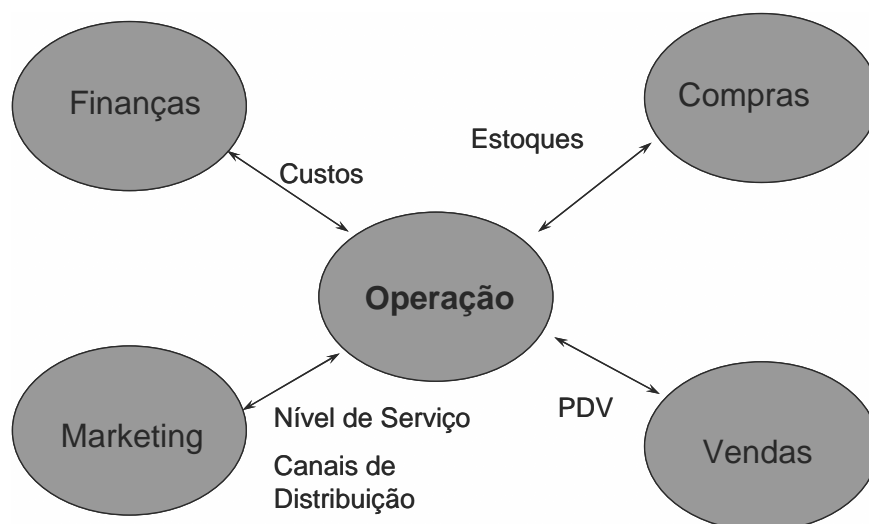 Finanças
Compras
Estoques
Custos
Operação
Nível de Serviço
PDV
Marketing
Canais de
Distribuição
Vendas